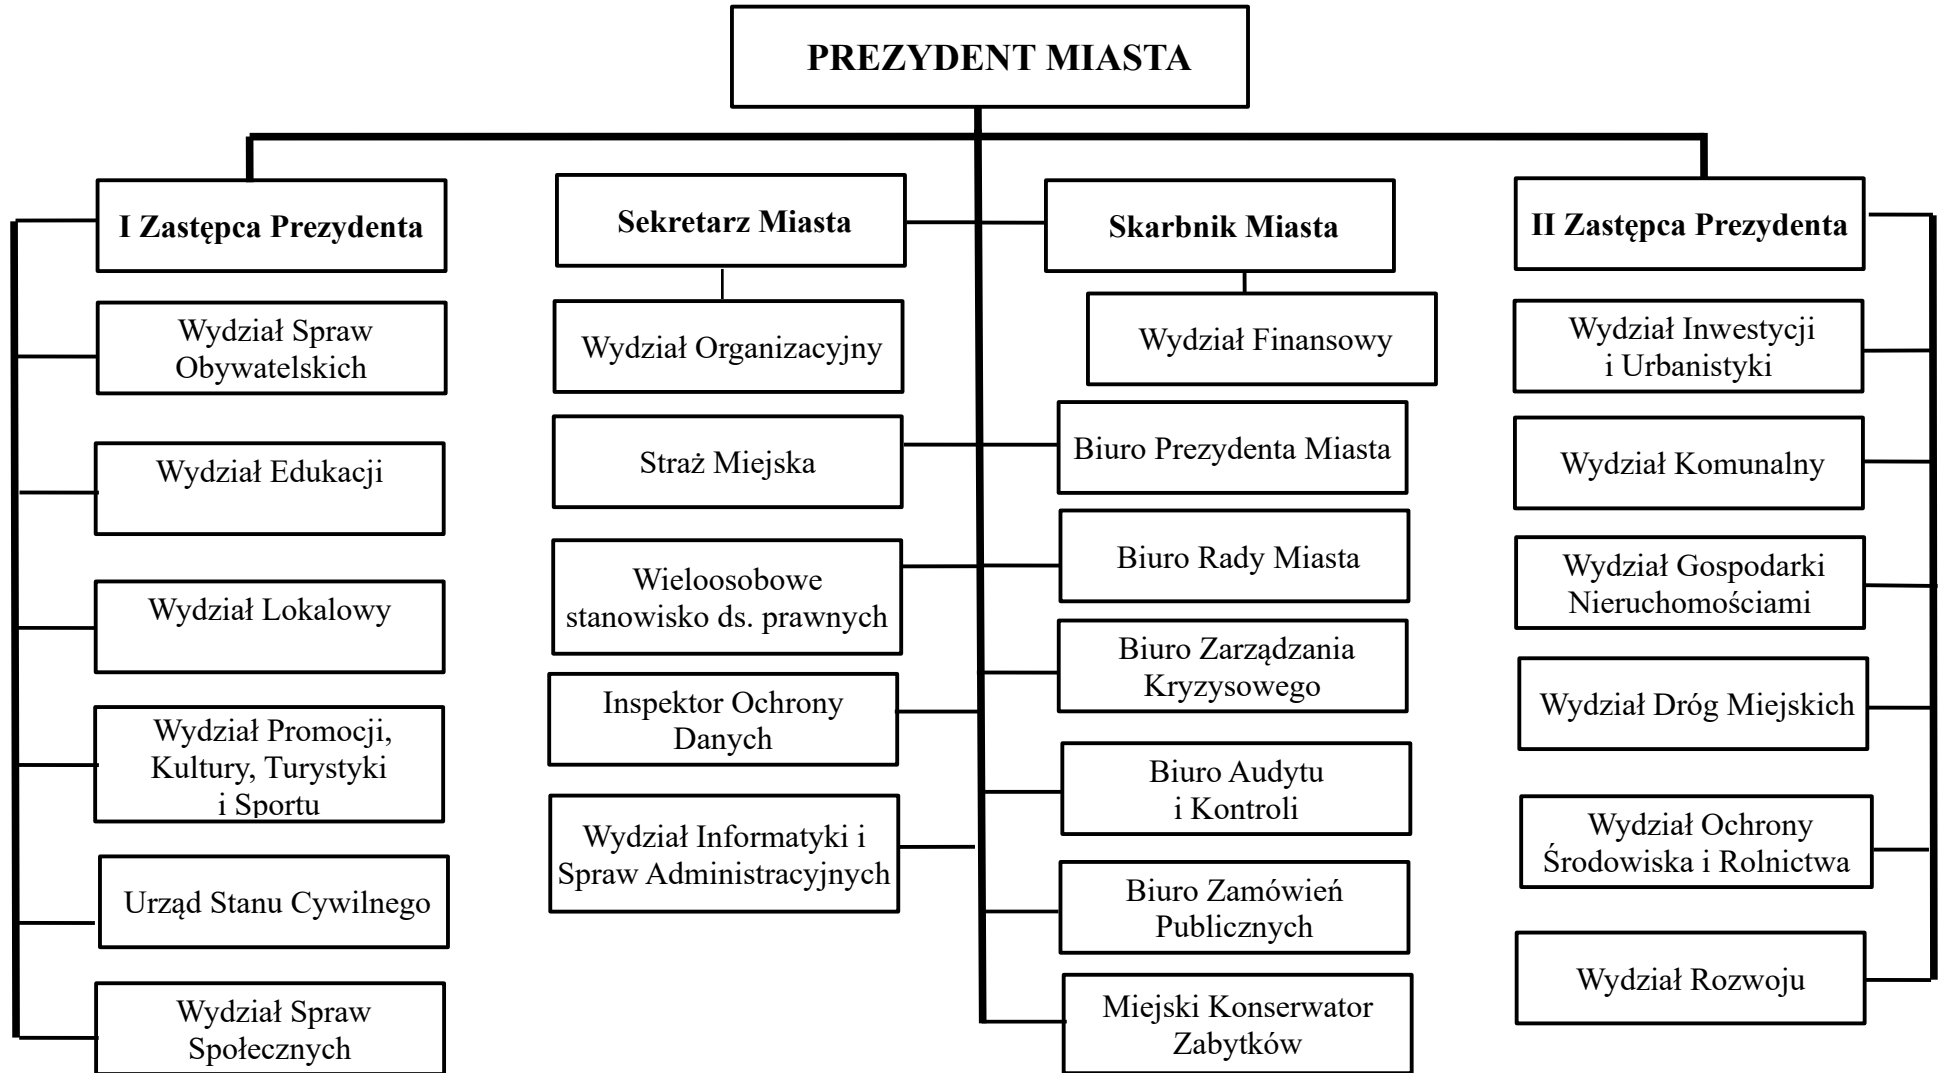 PREZYDENT MIASTA
I Zastępca Prezydenta
Sekretarz Miasta
Skarbnik Miasta
II Zastępca Prezydenta
Wydział Spraw
Obywatelskich
Wydział Edukacji
Wydział Lokalowy
Wydział Promocji,
Kultury, Turystyki
i Sportu
Urząd Stanu Cywilnego
Wydział Spraw
Społecznych
Wydział Organizacyjny
Straż Miejska
Wieloosobowe
stanowisko ds. prawnych
Inspektor Ochrony
Danych
Wydział Informatyki i
Spraw Administracyjnych
Wydział Finansowy
Biuro Prezydenta Miasta
Biuro Rady Miasta
Biuro Zarządzania
Kryzysowego
Biuro Audytu
i Kontroli
Biuro Zamówień
Publicznych
Miejski Konserwator
Zabytków
Wydział Inwestycji
i Urbanistyki
Wydział Komunalny
Wydział Gospodarki
Nieruchomościami
Wydział Dróg Miejskich
Wydział Ochrony
Środowiska i Rolnictwa
Wydział Rozwoju